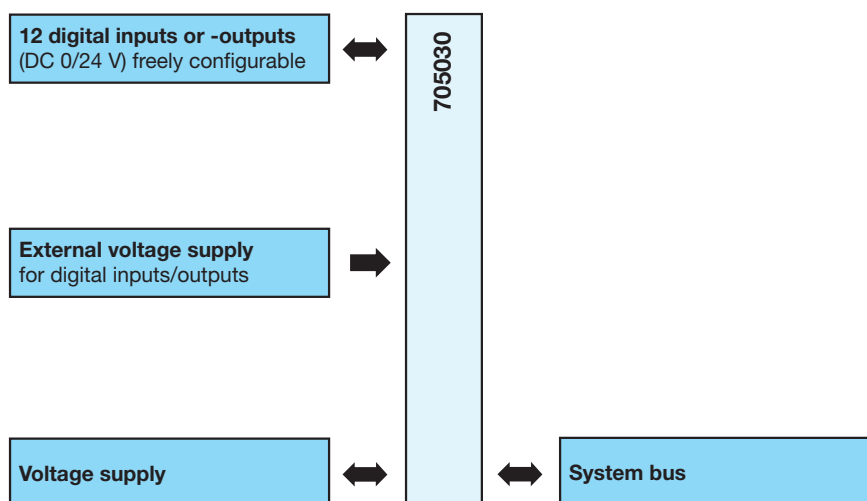 12 digital inputs or -outputs
(DC 0/24 V) freely configurable
705030
External voltage supply
for digital inputs/outputs
Voltage supply
System bus